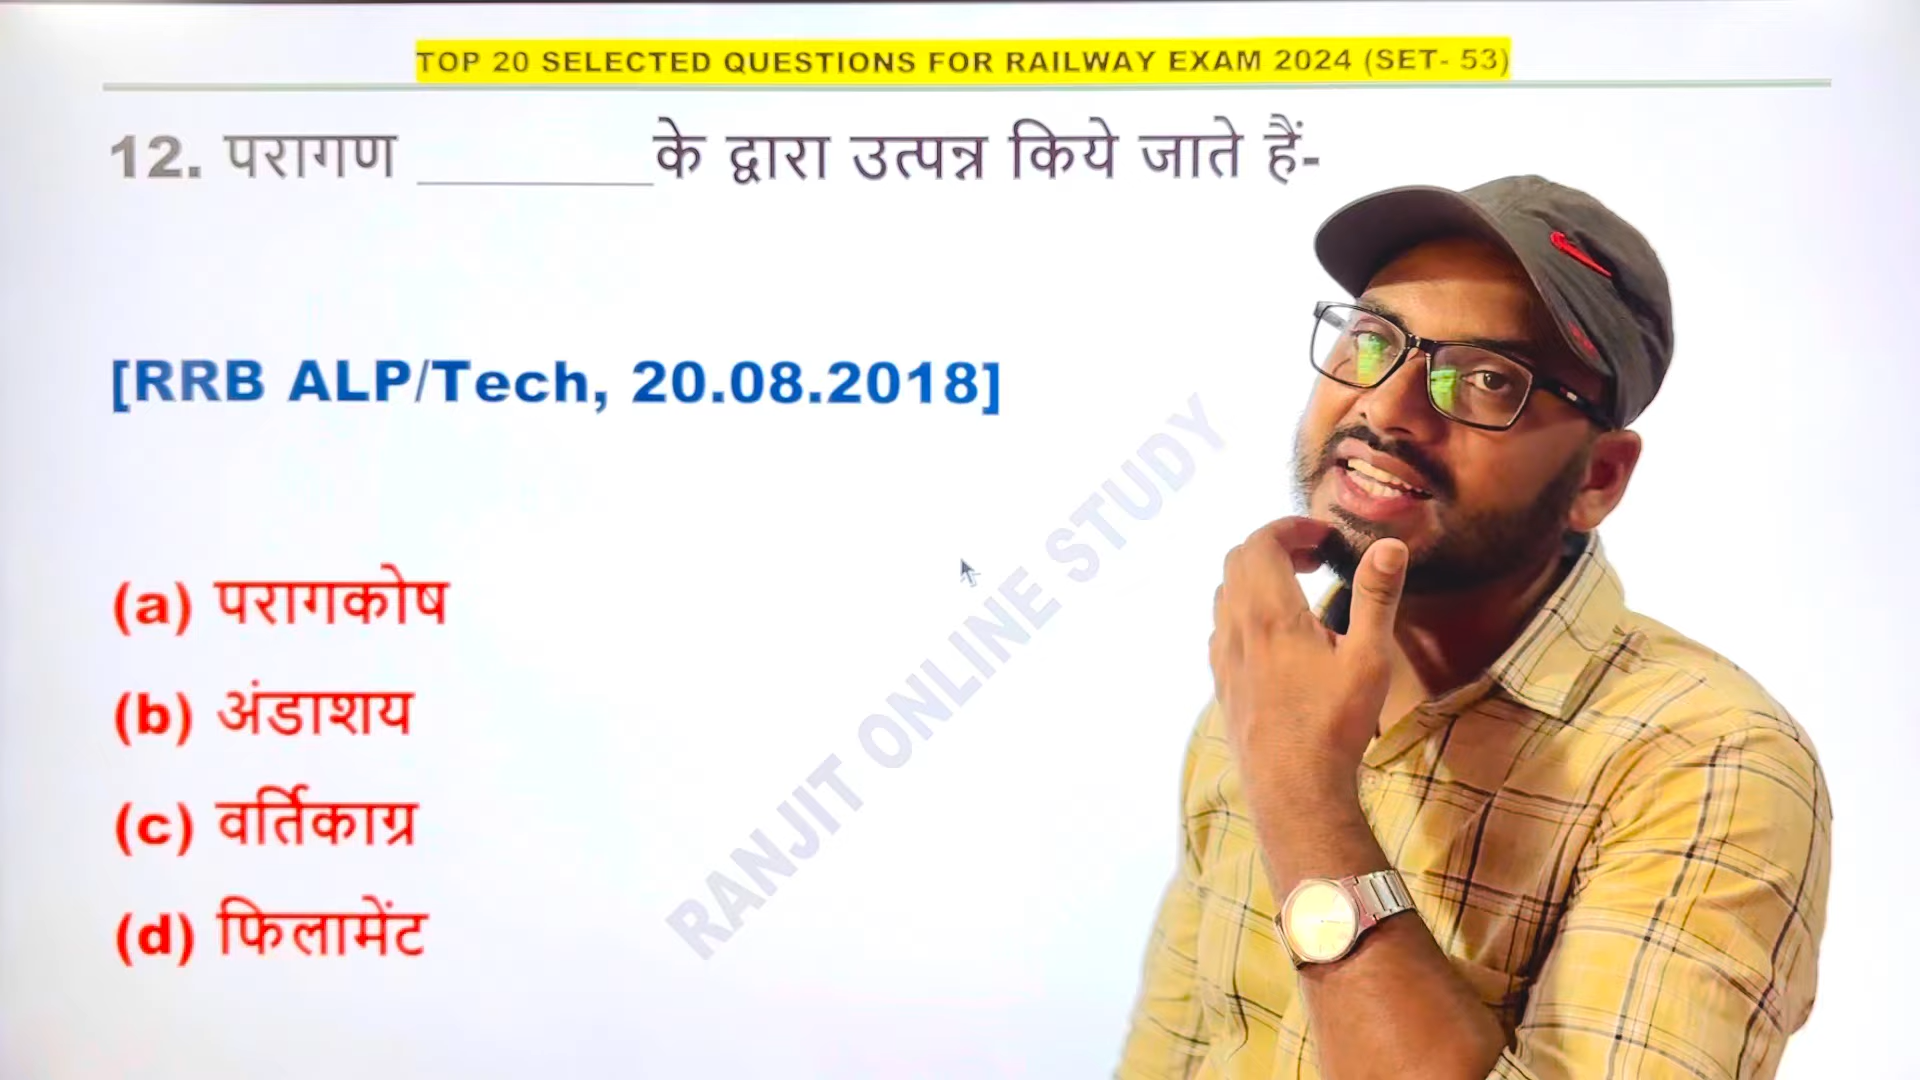 TOP 20 SELECTED QUESTIONS FOR RAILWAY EXAM 2024 (SET- 53)
12. परागण ________के द्वारा उत्पन्न किये जाते हैं-
[RRB ALP/Tech, 20.08.2018]
(a) परागकोष
(b) अंडाशय
(c) वर्तिकाग्र
(d) फिलामेंट
RANJIT ONLINE STUDY